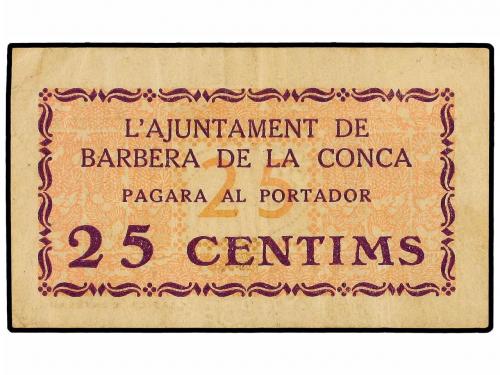 L'AJUNTAMENT DE
BARBERA DE LA CONCA
25
PAGARA AL PORTADOR
25 CENTIMS